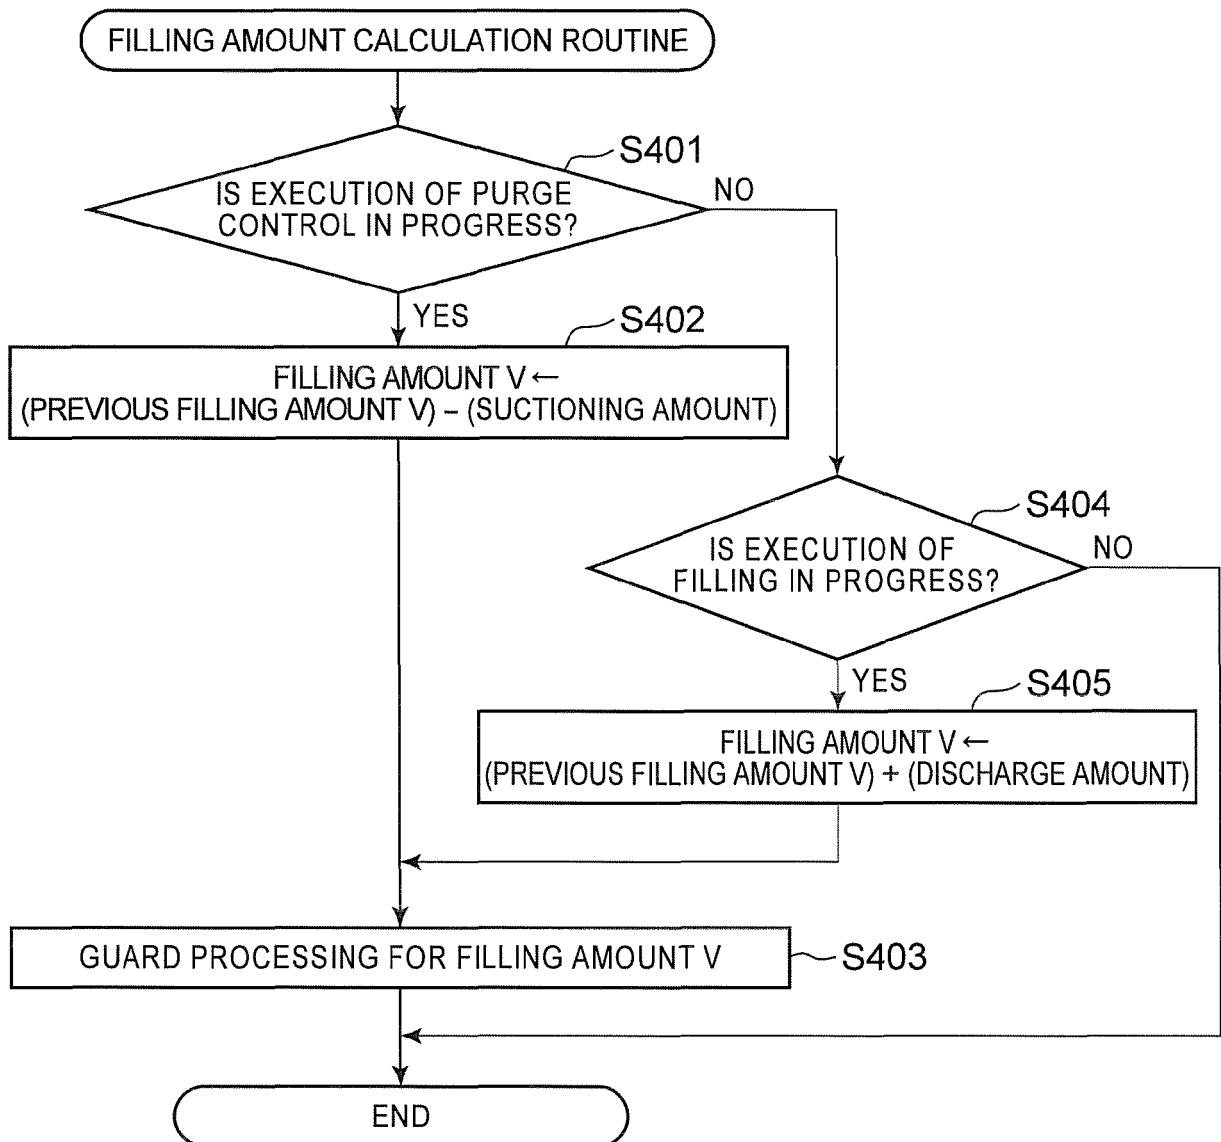 FILLING AMOUNT CALCULATION ROUTINE
S401
IS EXECUTION OF PURGE
CONTROL IN PROGRESS?
NO
YES
S402
FILLING AMOUNT V ←
(PREVIOUS FILLING AMOUNT V) – (SUCTIONING AMOUNT)
S404
IS EXECUTION OF
FILLING IN PROGRESS?
NO
YES
S405
FILLING AMOUNT V ←
(PREVIOUS FILLING AMOUNT V) + (DISCHARGE AMOUNT)
GUARD PROCESSING FOR FILLING AMOUNT V
S403
END